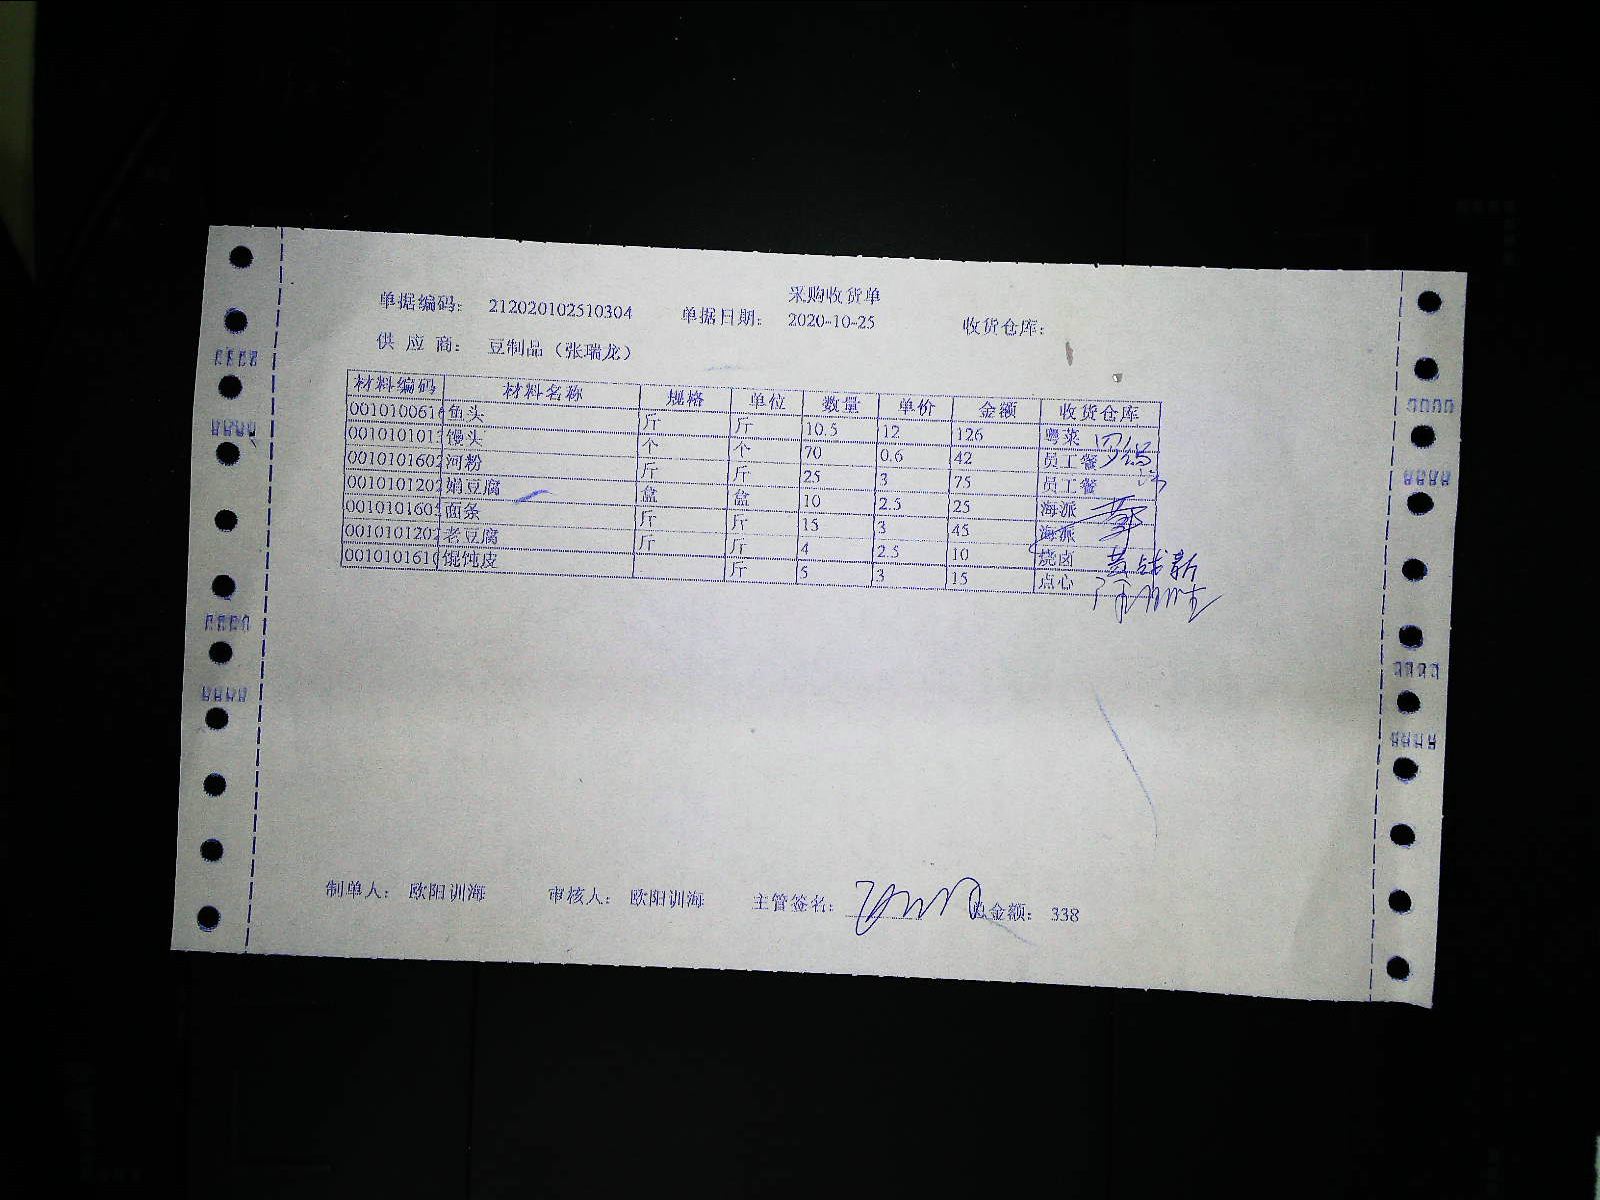 采购收货单
单据编码: 212020102510304 单据日期: 2020-10-25 收货仓库:
供 应 商: 豆制品（张瑞龙）
材料编码 材料名称 规格 单位 数量 单价 金额 收货仓库
0010100616 鱼头 斤 斤 10.5 12 126 粤菜
001010101 馒头 个 个 70 0.6 42 员工餐
001010160 河粉 斤 斤 25 3 75 员工餐
001010120 娟豆腐 盒 盒 10 2.5 25 海派
001010160 面条 斤 斤 15 3 45 海派
001010120 老豆腐 斤 斤 4 2.5 10 烧卤
001010161 馄饨皮 斤 5 3 15 点心
制单人: 欧阳训海 审核人: 欧阳训海 主管签名: 总金额: 338